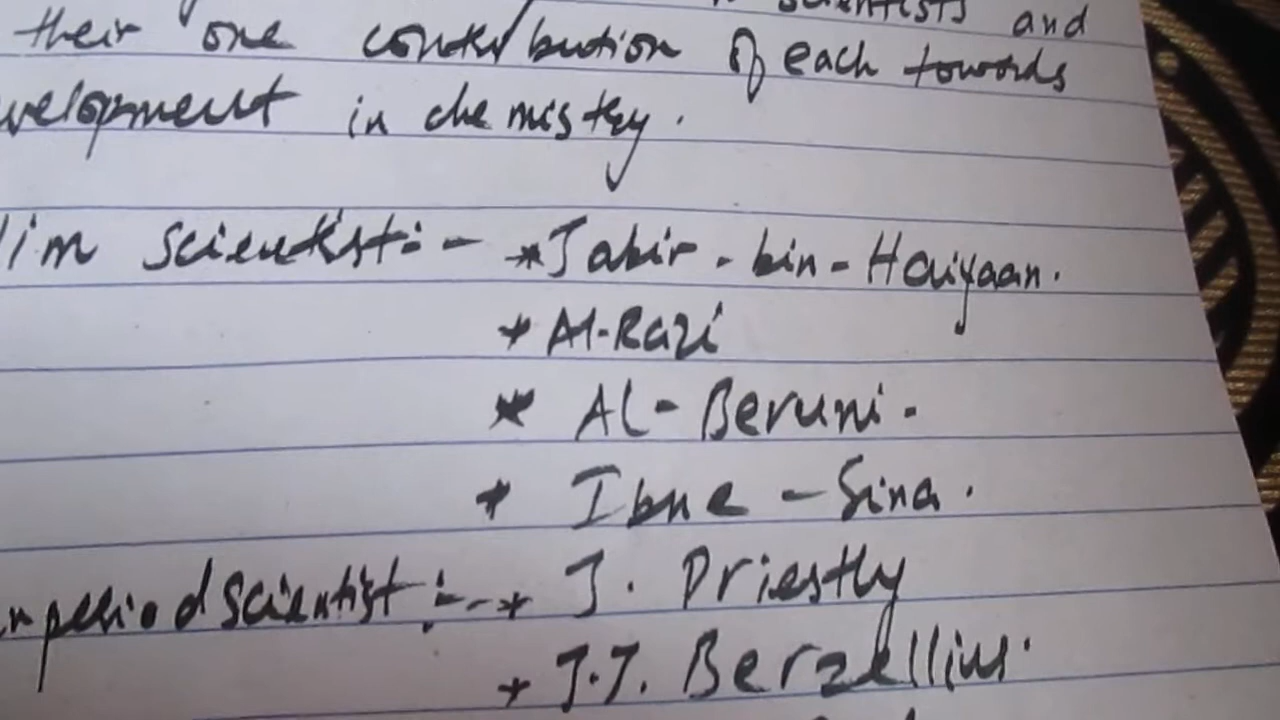 scientists and
their one contribution of each towards
velopment in chemistry.
lim scientist:- *Jabir-bin-Haiyaan.
* Al-Razi
* Al-Beruni.
* Ibne-Sina.
n period scientist:-- * J. Priestly
* J.J. Berzellius.